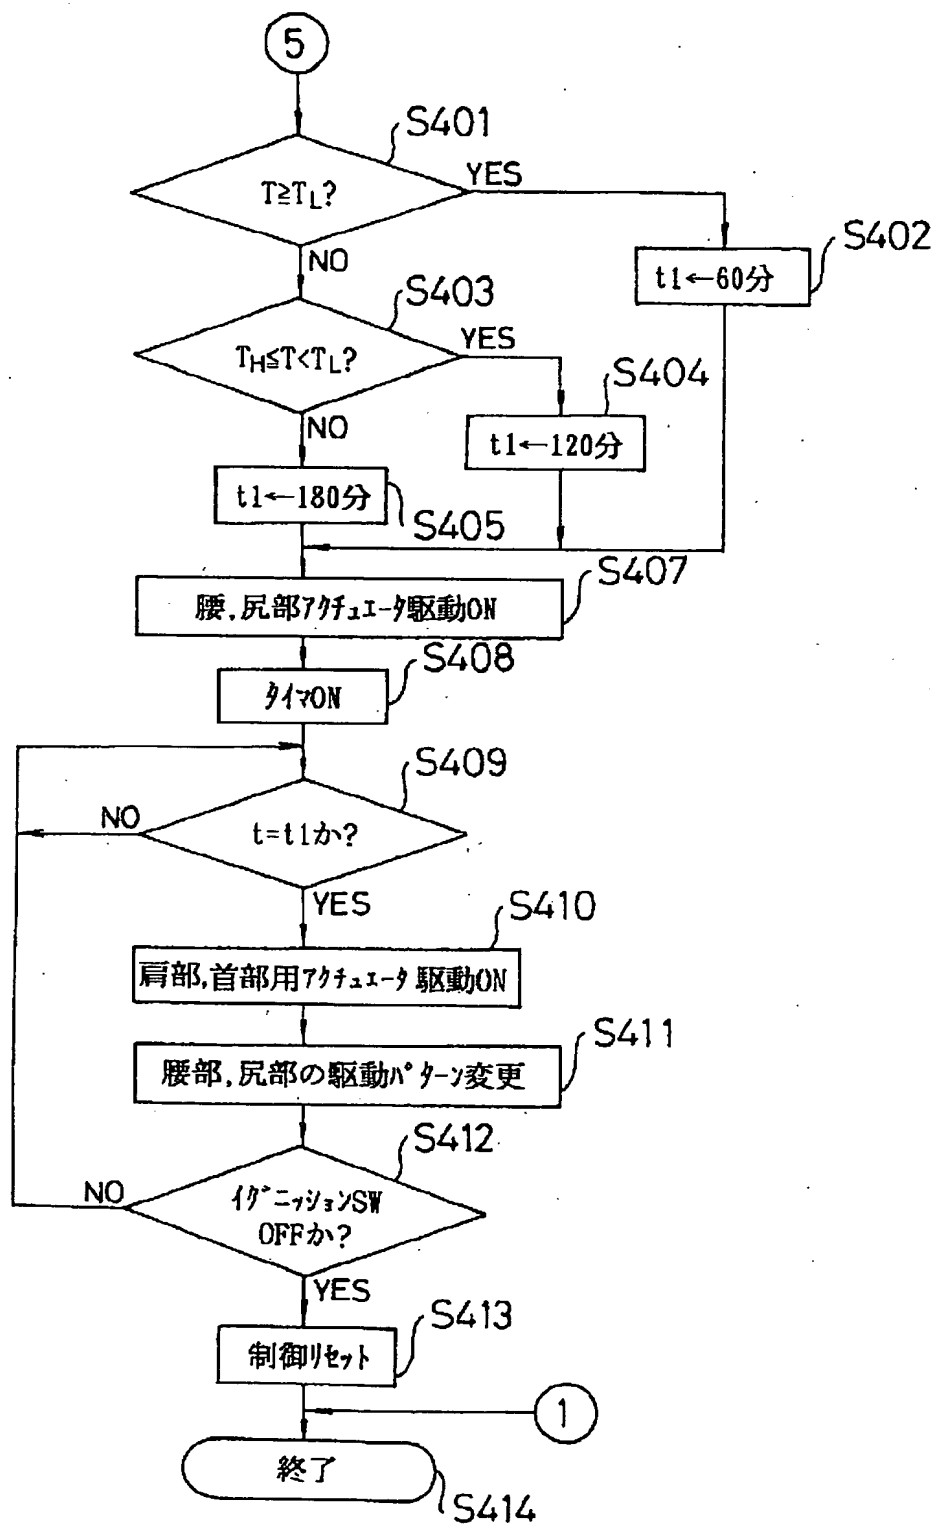 5
S401
T≧TL?
YES
S402
t1←60分
NO
S403
TH≦T<TL?
YES
S404
t1←120分
NO
t1←180分
S405
S407
腰,尻部アクチュエータ駆動ON
S408
タイマON
S409
NO
t=t1か?
YES
S410
肩部,首部用アクチュエータ駆動ON
S411
腰部,尻部の駆動パターン変更
S412
NO
イグニッションSW
OFFか?
YES
S413
制御リセット
1
終了
S414